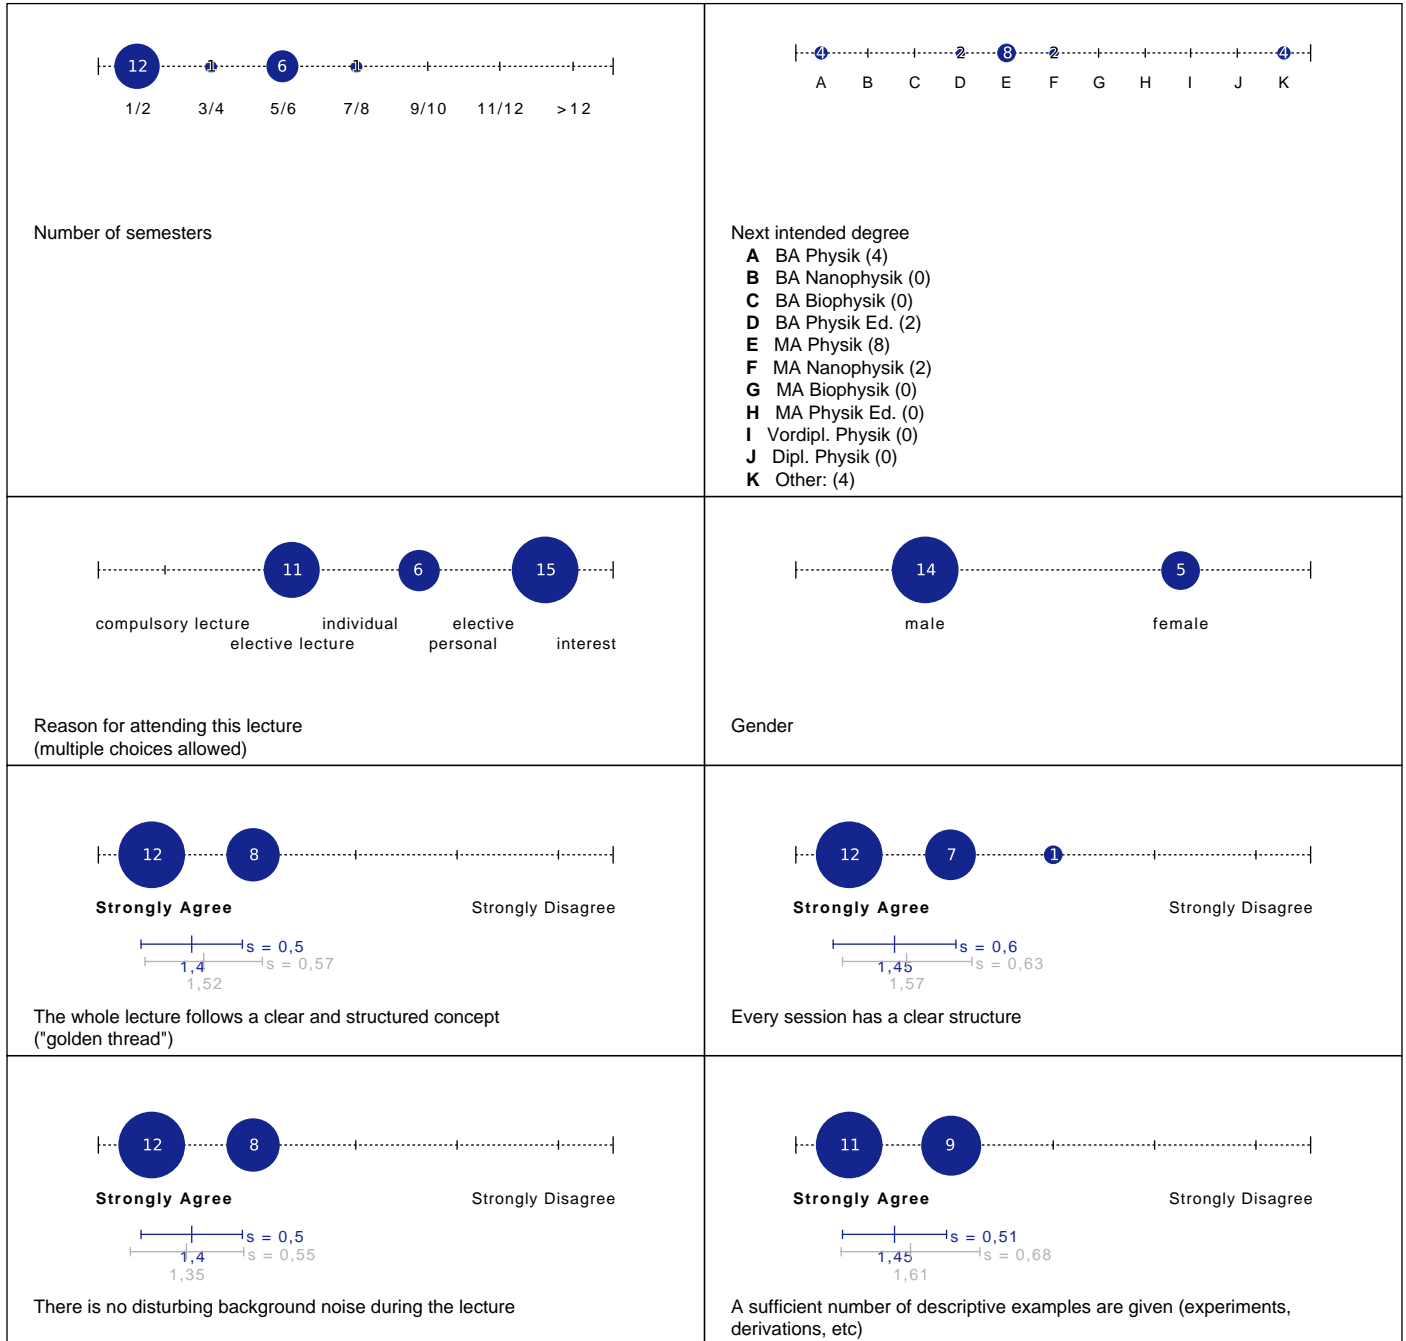 12 1 6 1
1/2 3/4 5/6 7/8 9/10 11/12 >12
Number of semesters
4 2 8 2 4
A B C D E F G H I J K
Next intended degree
A BA Physik (4)
B BA Nanophysik (0)
C BA Biophysik (0)
D BA Physik Ed. (2)
E MA Physik (8)
F MA Nanophysik (2)
G MA Biophysik (0)
H MA Physik Ed. (0)
I Vordipl. Physik (0)
J Dipl. Physik (0)
K Other: (4)
11 6 15
compulsory lecture individual elective
elective lecture personal interest
Reason for attending this lecture
(multiple choices allowed)
14 5
male female
Gender
12 8
Strongly Agree Strongly Disagree
s = 0,5
1,4 s = 0,57
1,52
The whole lecture follows a clear and structured concept
("golden thread")
12 7 1
Strongly Agree Strongly Disagree
s = 0,6
1,45 s = 0,63
1,57
Every session has a clear structure
12 8
Strongly Agree Strongly Disagree
s = 0,5
1,4 s = 0,55
1,35
There is no disturbing background noise during the lecture
11 9
Strongly Agree Strongly Disagree
s = 0,51
1,45 s = 0,68
1,61
A sufficient number of descriptive examples are given (experiments,
derivations, etc)